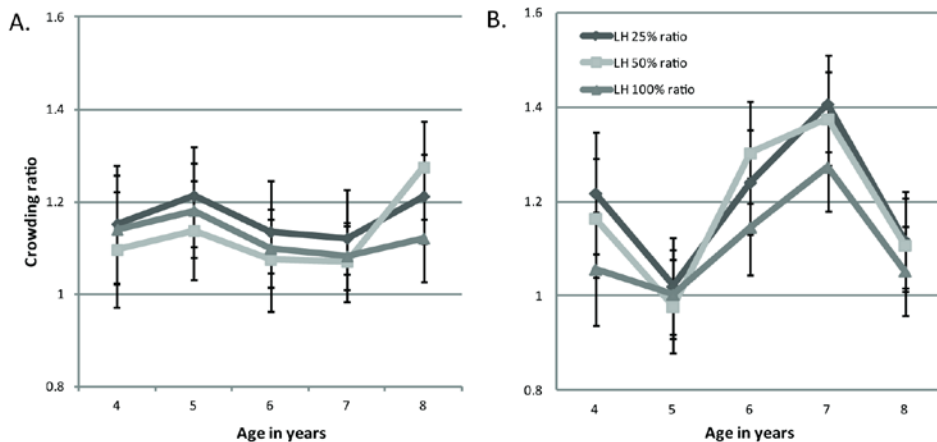 A.
Crowding ratio
1.6
1.4
1.2
1
0.8
4 5 6 7 8
Age in years
B.
LH 25% ratio
LH 50% ratio
LH 100% ratio
1.6
1.4
1.2
1
0.8
4 5 6 7 8
Age in years